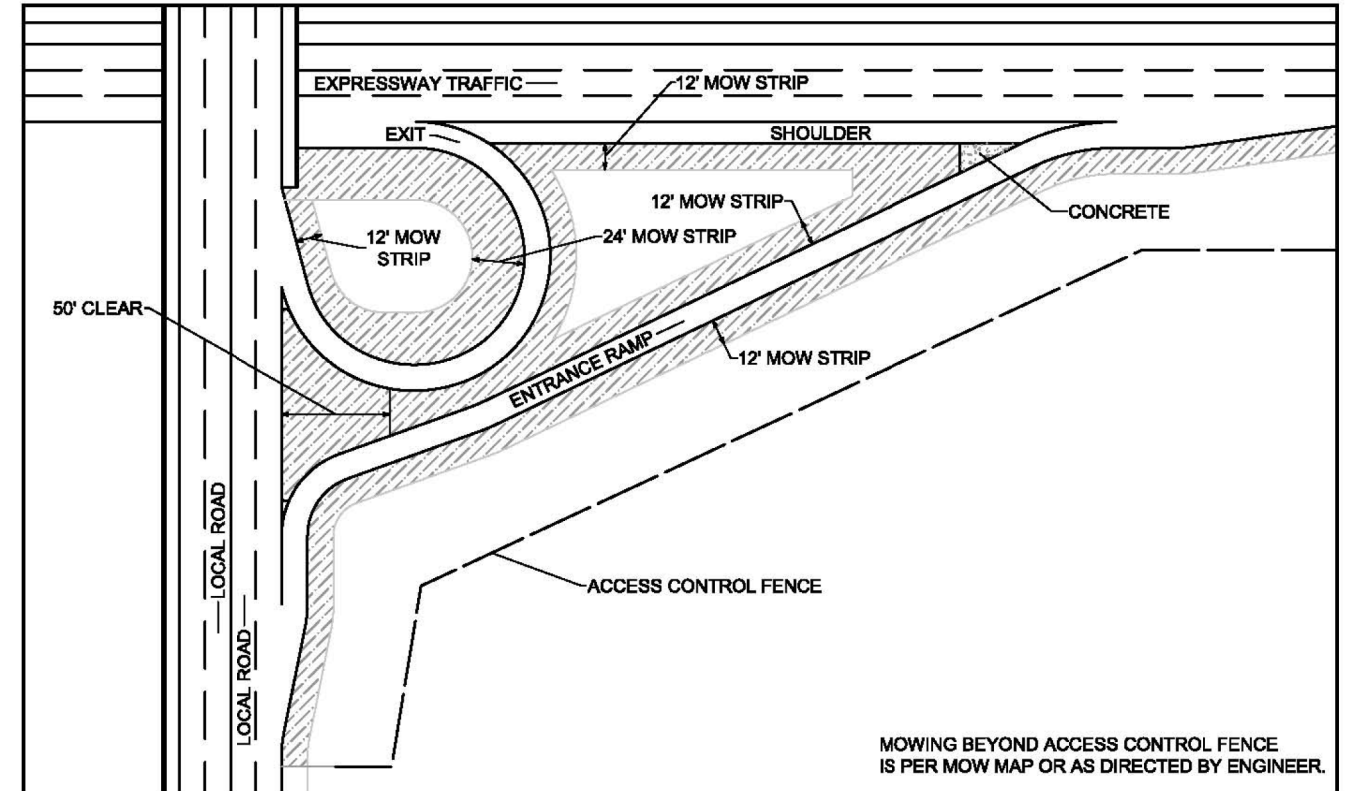 EXPRESSWAY TRAFFIC
12' MOW STRIP
EXIT
SHOULDER
12' MOW STRIP
CONCRETE
24' MOW STRIP
12' MOW
STRIP
50' CLEAR
12' MOW STRIP
ENTRANCE RAMP
LOCAL ROAD
LOCAL ROAD
ACCESS CONTROL FENCE
MOWING BEYOND ACCESS CONTROL FENCE
IS PER MOW MAP OR AS DIRECTED BY ENGINEER.